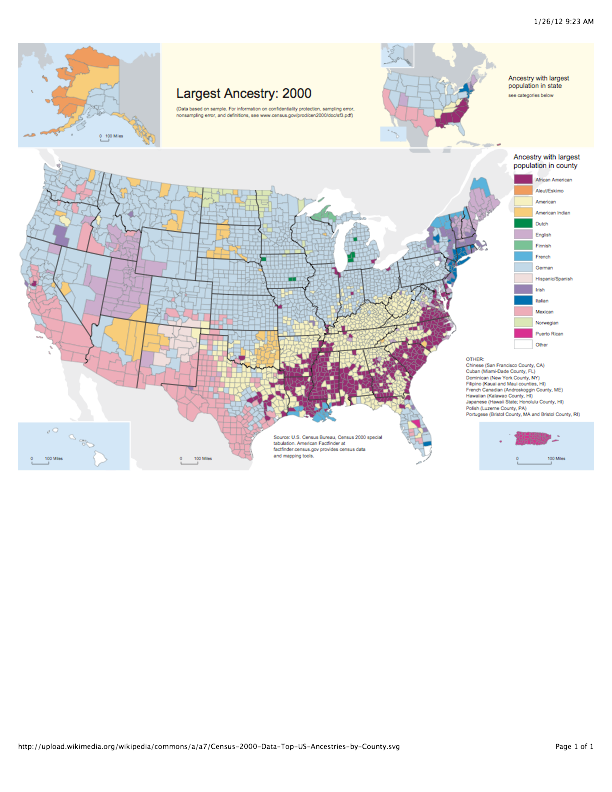 1/26/12 9:23 AM
Largest Ancestry: 2000
(Data based on sample. For information on confidentiality protection, sampling error,
nonsampling error, and definitions, see www.census.gov/prod/cen2000/doc/sf3.pdf)
Ancestry with largest
population in state
see categories below
0 100 Miles
Ancestry with largest
population in county
African American
Aleut/Eskimo
American
American Indian
Dutch
English
Finnish
French
German
Hispanic/Spanish
Irish
Italian
Mexican
Norwegian
Puerto Rican
Other
OTHER:
Chinese (San Francisco County, CA)
Cuban (Miami-Dade County, FL)
Dominican (New York County, NY)
Filipino (Kauai and Maui counties, HI)
French Canadian (Androskoggin County, ME)
Hawaiian (Kalawao County, HI)
Japanese (Hawaii State; Honolulu County, HI)
Polish (Luzerne County, PA)
Portugese (Bristol County, MA and Bristol County, RI)
Source: U.S. Census Bureau, Census 2000 special
tabulation. American Factfinder at
factfinder.census.gov provides census data
and mapping tools.
0 100 Miles
0 100 Miles
0 100 Miles
http://upload.wikimedia.org/wikipedia/commons/a/a7/Census-2000-Data-Top-US-Ancestries-by-County.svg
Page 1 of 1